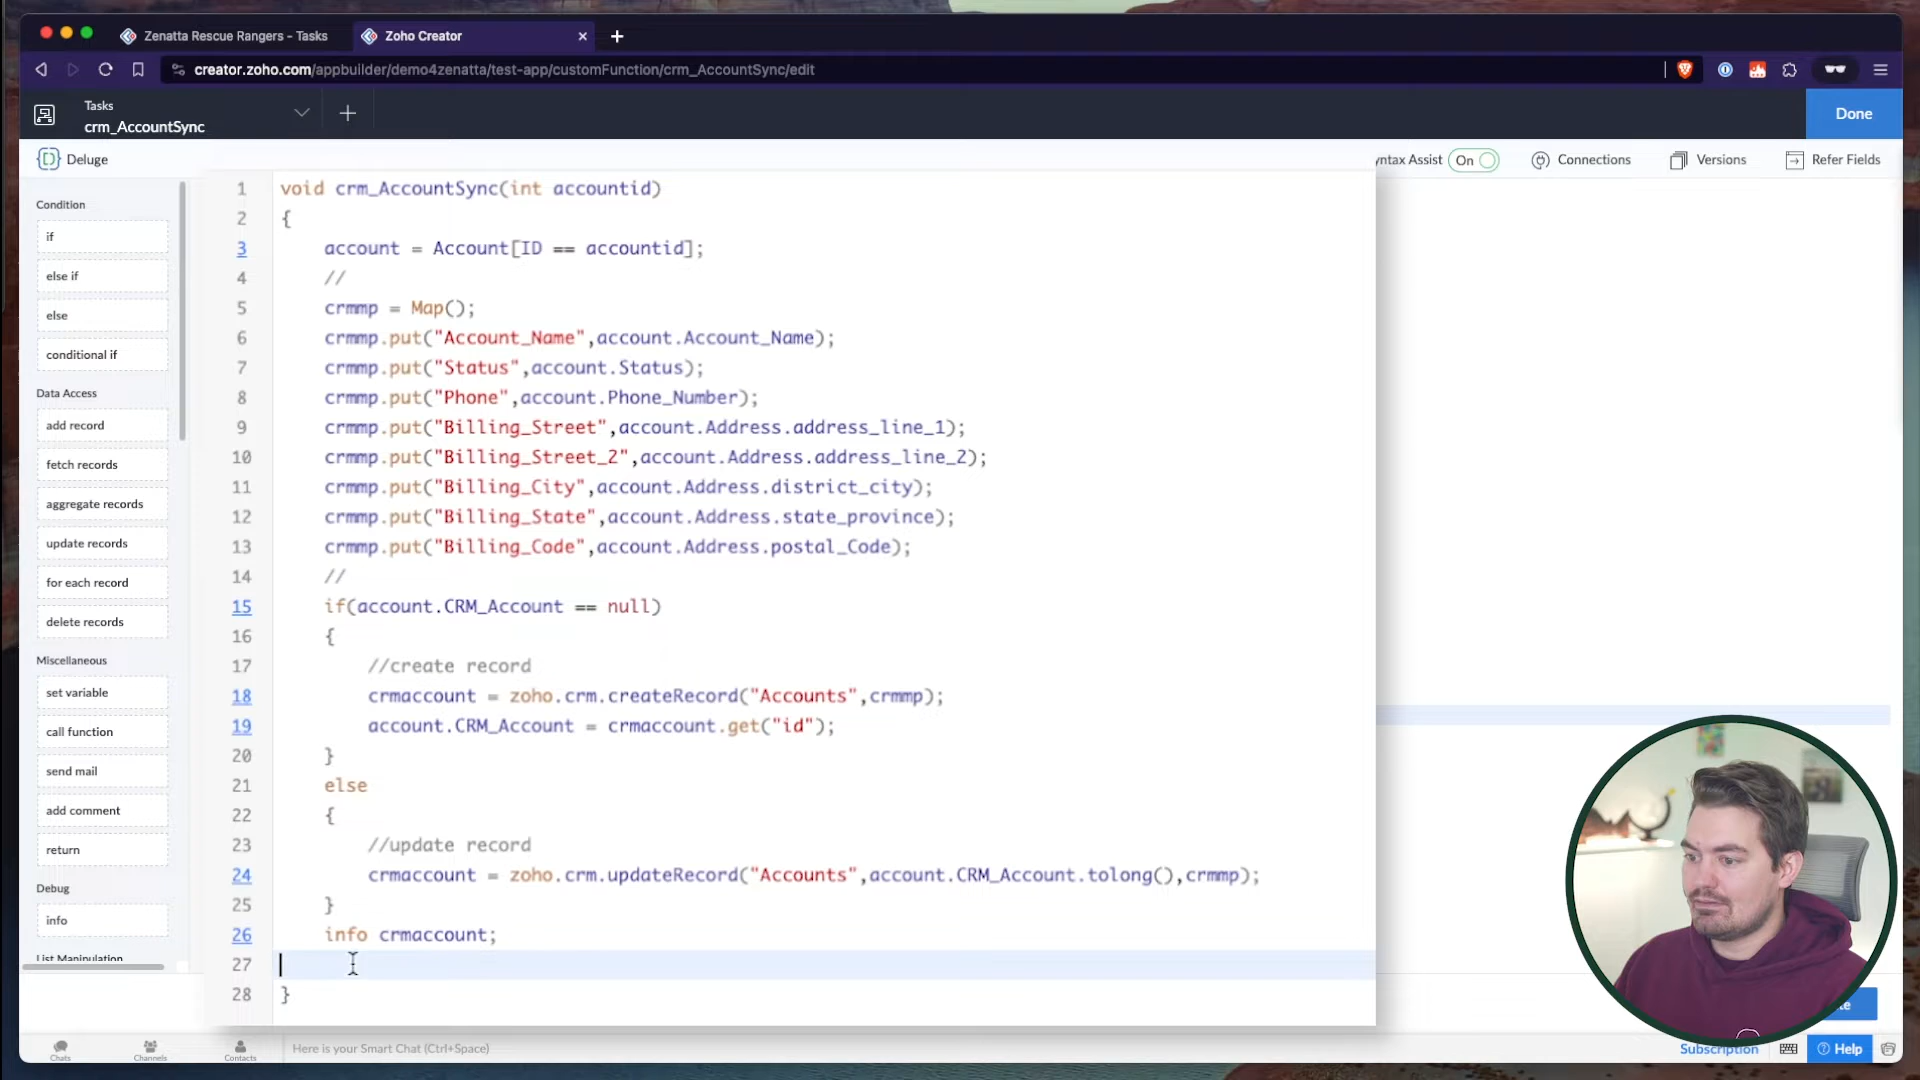 Zenatta Rescue Rangers - Tasks
Zoho Creator
creator.zoho.com/appbuilder/demo4zenatta/test-app/customFunction/crm_AccountSync/edit
Tasks
crm_AccountSync
Done
Deluge
yntax Assist On
Connections
Versions
Refer Fields
Condition
if
else if
else
conditional if
Data Access
add record
fetch records
aggregate records
update records
for each record
delete records
Miscellaneous
set variable
call function
send mail
add comment
return
Debug
info
List Manipulation
1 void crm_AccountSync(int accountid)
2 {
3 account = Account[ID == accountid];
4 //
5 crmmp = Map();
6 crmmp.put("Account_Name",account.Account_Name);
7 crmmp.put("Status",account.Status);
8 crmmp.put("Phone",account.Phone_Number);
9 crmmp.put("Billing_Street",account.Address.address_line_1);
10 crmmp.put("Billing_Street_2",account.Address.address_line_2);
11 crmmp.put("Billing_City",account.Address.district_city);
12 crmmp.put("Billing_State",account.Address.state_province);
13 crmmp.put("Billing_Code",account.Address.postal_Code);
14 //
15 if(account.CRM_Account == null)
16 {
17 //create record
18 crmaccount = zoho.crm.createRecord("Accounts",crmmp);
19 account.CRM_Account = crmaccount.get("id");
20 }
21 else
22 {
23 //update record
24 crmaccount = zoho.crm.updateRecord("Accounts",account.CRM_Account.tolong(),crmmp);
25 }
26 info crmaccount;
27
28 }
Chats
Channels
Contacts
Here is your Smart Chat (Ctrl+Space)
Subscription
Help